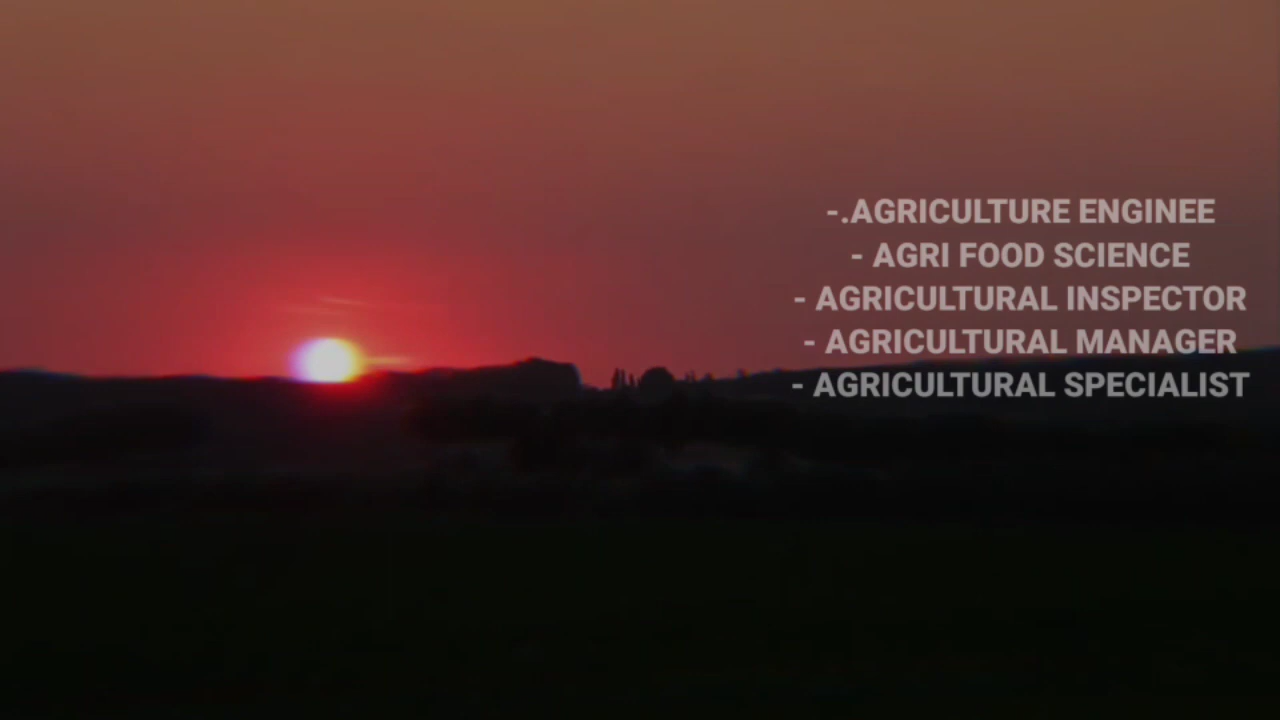 -.AGRICULTURE ENGINEE
- AGRI FOOD SCIENCE
- AGRICULTURAL INSPECTOR
- AGRICULTURAL MANAGER
- AGRICULTURAL SPECIALIST